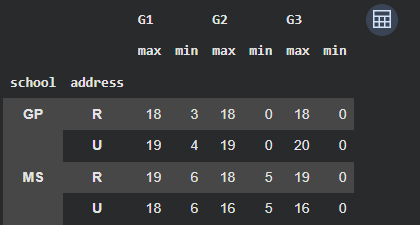 G1 G2 G3
max min max min max min
school address
GP R 18 3 18 0 18 0
U 19 4 19 0 20 0
MS R 19 6 18 5 19 0
U 18 6 16 5 16 0